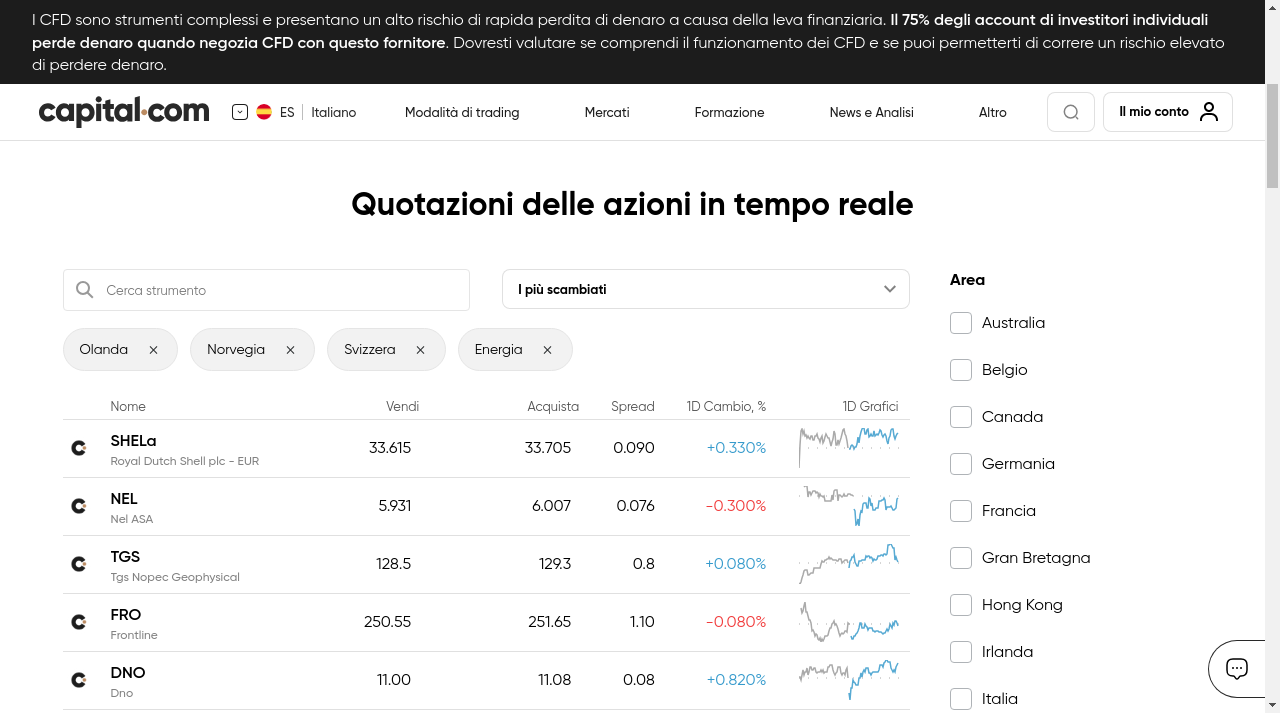 I CFD sono strumenti complessi e presentano un alto rischio di rapida perdita di denaro a causa della leva finanziaria. Il 75% degli account di investitori individuali
perde denaro quando negozia CFD con questo fornitore. Dovresti valutare se comprendi il funzionamento dei CFD e se puoi permetterti di correre un rischio elevato
di perdere denaro.
capital.com ES Italiano Modalità di trading Mercati Formazione News e Analisi Altro Il mio conto
Quotazioni delle azioni in tempo reale
Cerca strumento
I più scambiati
Olanda Norvegia Svizzera Energia
Nome Vendi Acquista Spread 1D Cambio, % 1D Grafici
SHELa 33.615 33.705 0.090 +0.330%
Royal Dutch Shell plc - EUR
NEL 5.931 6.007 0.076 -0.300%
Nel ASA
TGS 128.5 129.3 0.8 +0.080%
Tgs Nopec Geophysical
FRO 250.55 251.65 1.10 -0.080%
Frontline
DNO 11.00 11.08 0.08 +0.820%
Dno
Area
Australia
Belgio
Canada
Germania
Francia
Gran Bretagna
Hong Kong
Irlanda
Italia